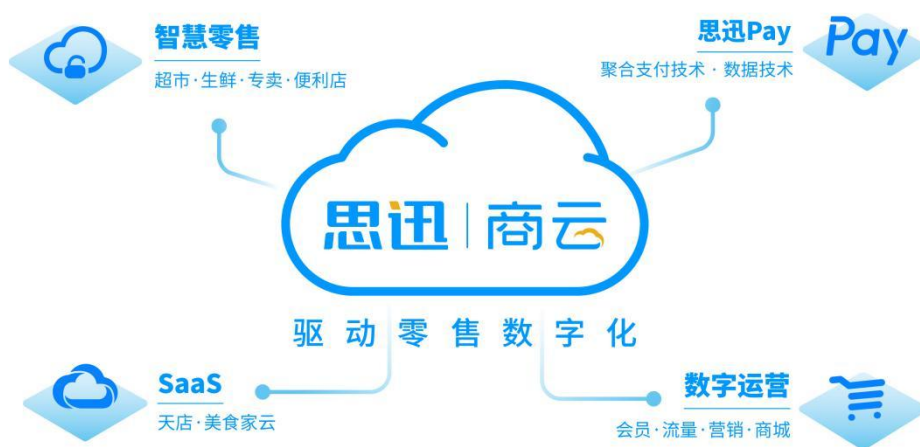 智慧零售
超市·生鲜·专卖·便利店
思迅Pay
聚合支付技术·数据技术
Pay
思迅|商云
驱动零售数字化
SaaS
天店·美食家云
数字运营
会员·流量·营销·商城